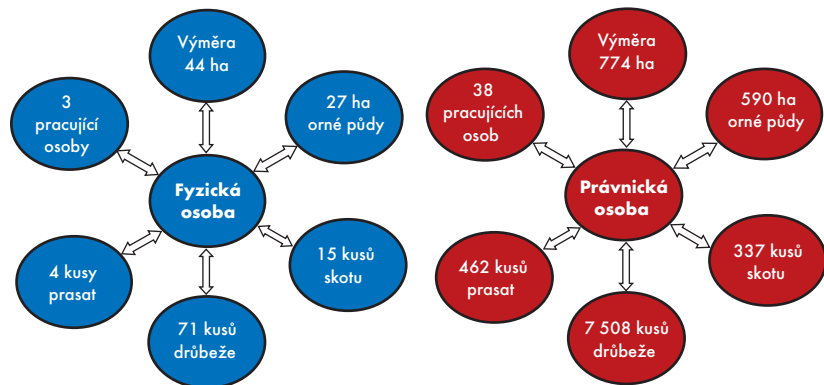 Výměra
44 ha
3
pracující
osoby
27 ha
orné půdy
Fyzická
osoba
4 kusy
prasat
15 kusů
skotu
71 kusů
drůbeže
Výměra
774 ha
38
pracujících
osob
590 ha
orné půdy
Právnická
osoba
462 kusů
prasat
337 kusů
skotu
7 508 kusů
drůbeže